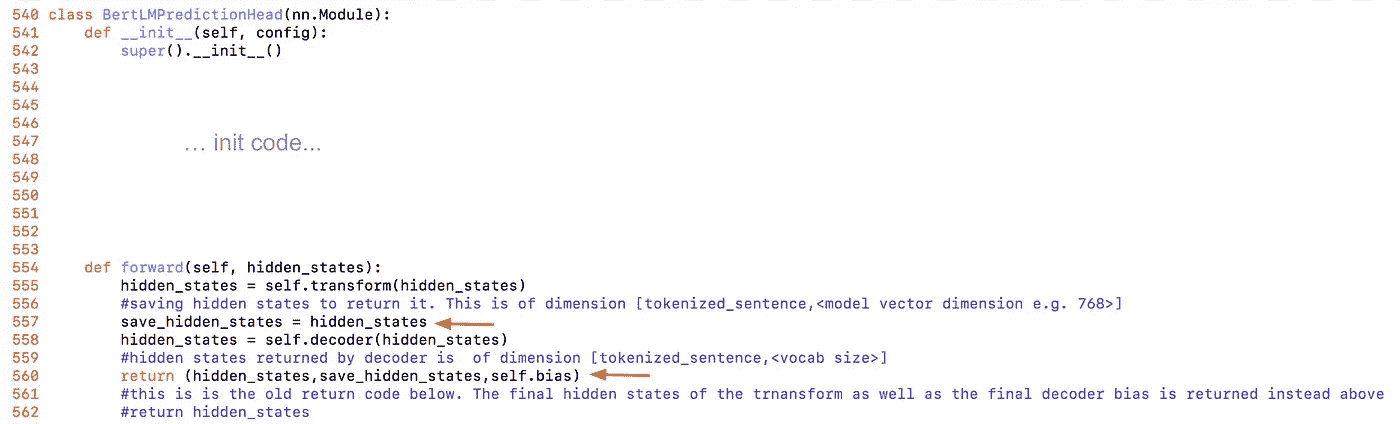 540 class BertLMPredictionHead(nn.Module):
541     def __init__(self, config):
542         super().__init__()
543
544
545
546
547 ... init code...
548
549
550
551
552
553
554     def forward(self, hidden_states):
555         hidden_states = self.transform(hidden_states)
556         #saving hidden states to return it. This is of dimension [tokenized_sentence,<model vector dimension e.g. 768>]
557         save_hidden_states = hidden_states
558         hidden_states = self.decoder(hidden_states)
559         #hidden states returned by decoder is  of dimension [tokenized_sentence,<vocab size>]
560         return (hidden_states,save_hidden_states,self.bias)
561         #this is is the old return code below. The final hidden states of the trnansform as well as the final decoder bias is returned instead above
562         #return hidden_states